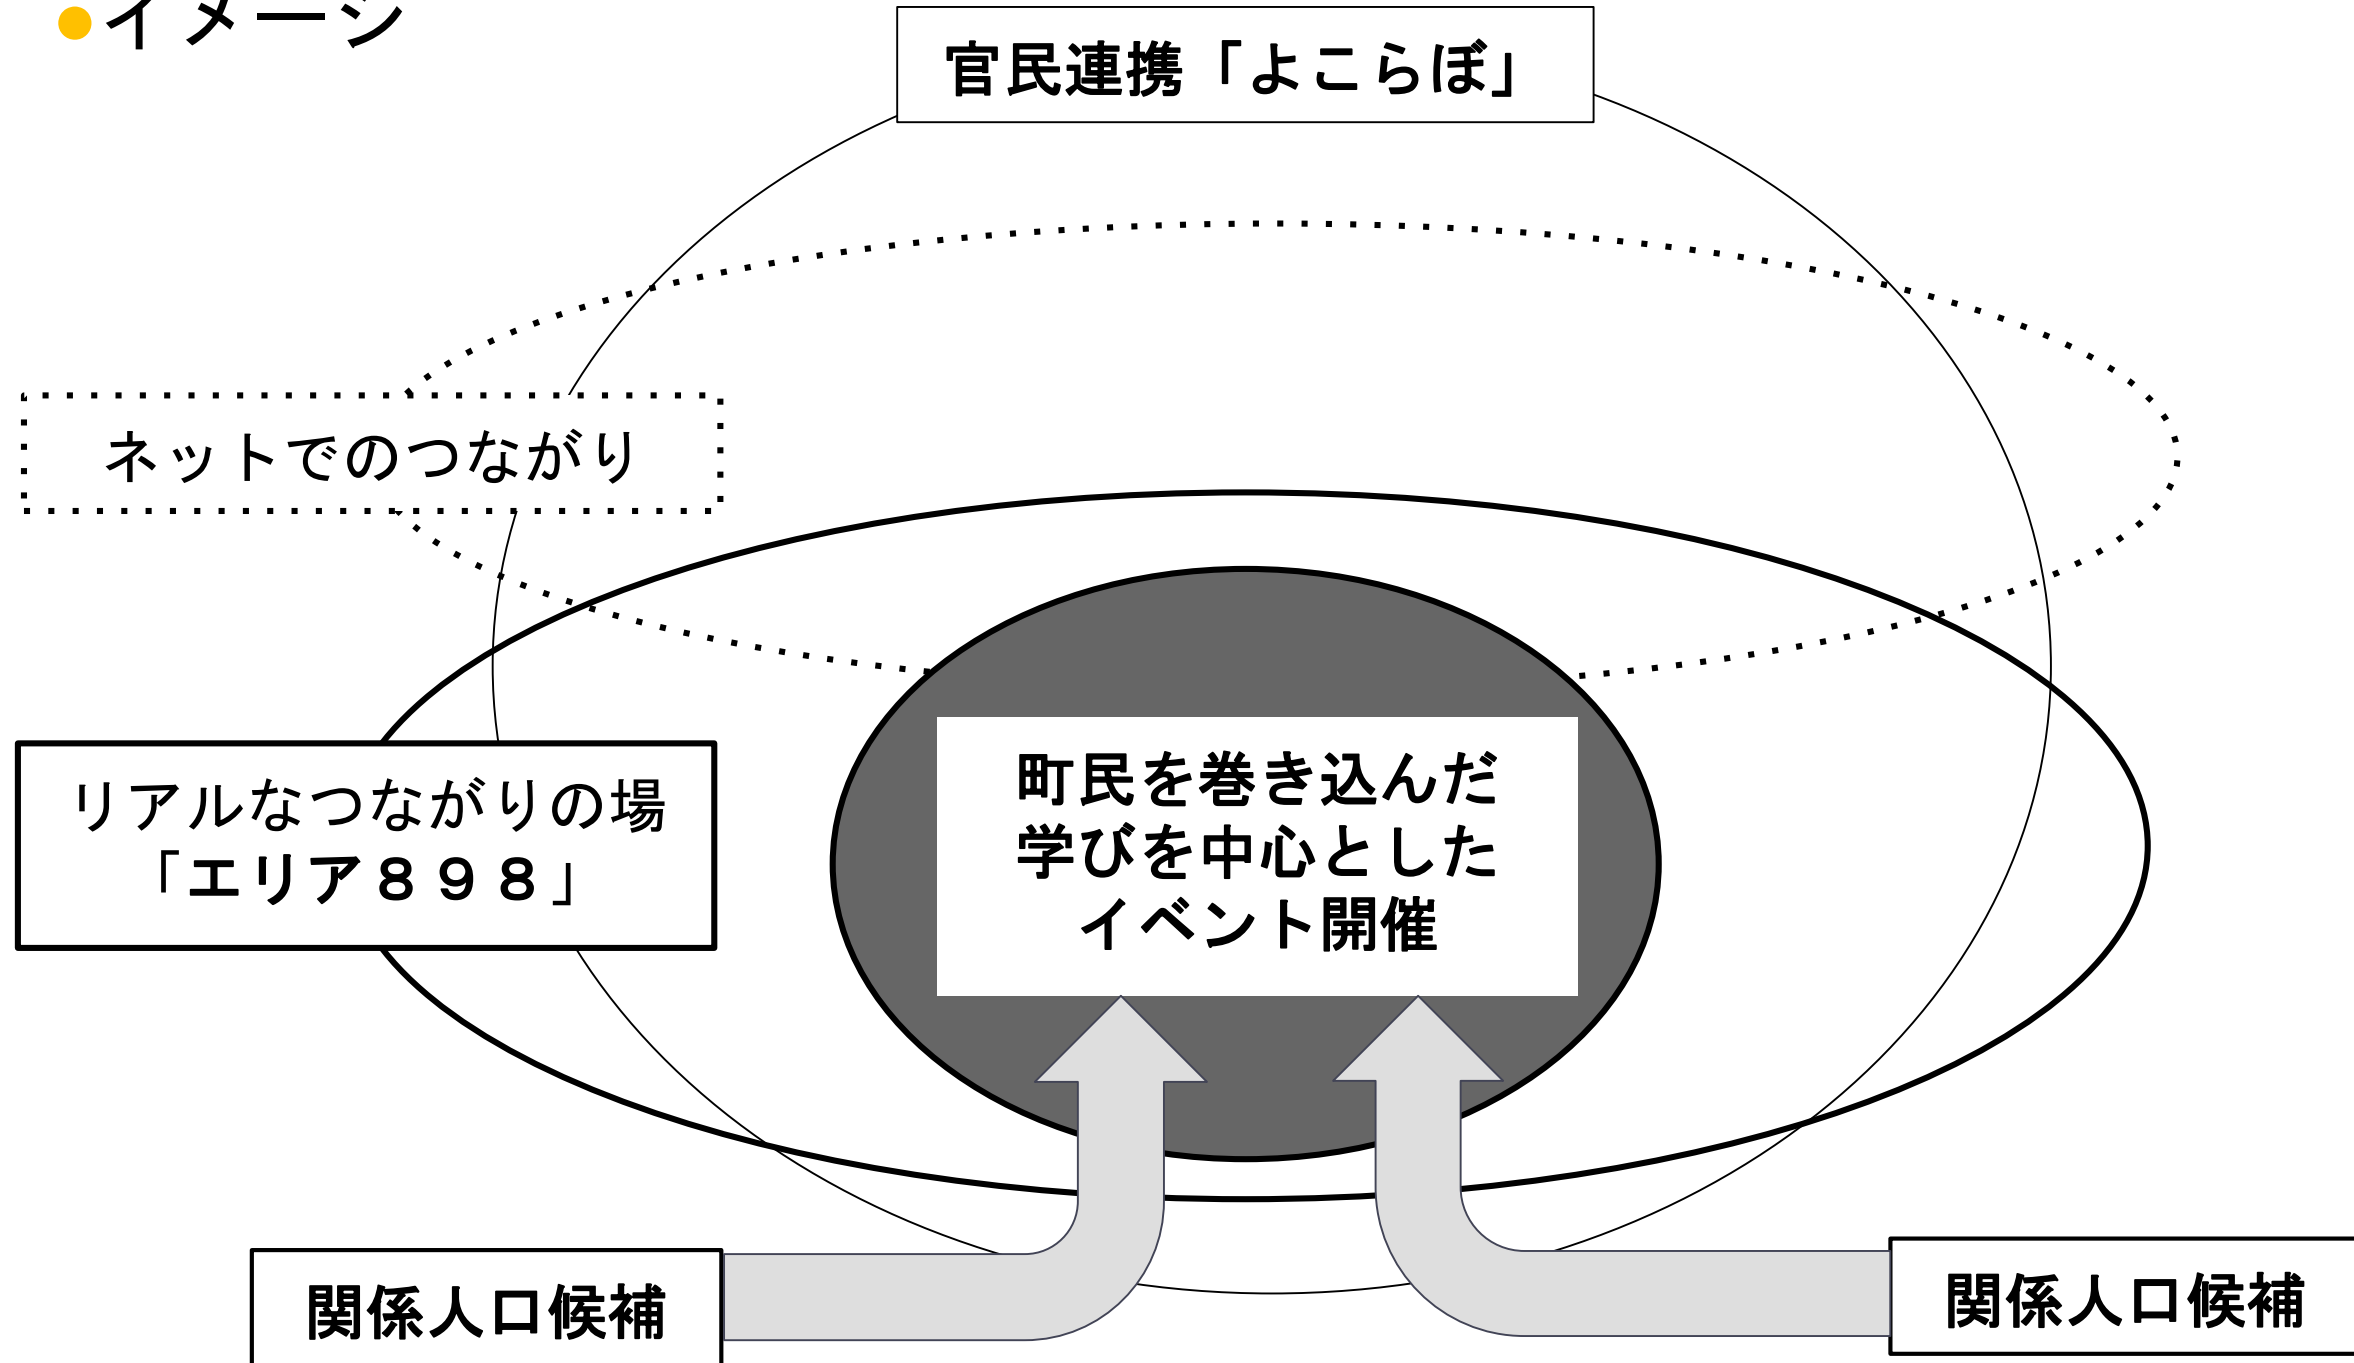 ●イメージ
官民連携「よこらぼ」
ネットでのつながり
リアルなつながりの場
「エリア８９８」
町民を巻き込んだ
学びを中心とした
イベント開催
関係人口候補
関係人口候補